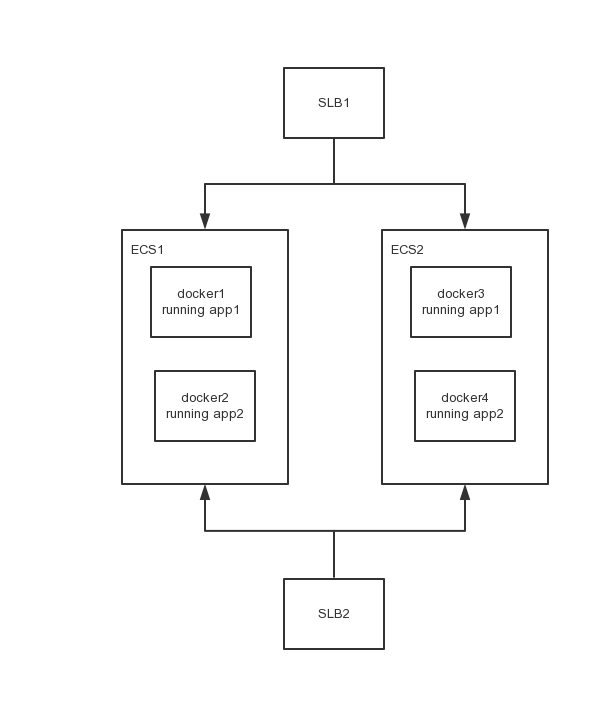 SLB1
ECS1
docker1
running app1
docker2
running app2
ECS2
docker3
running app1
docker4
running app2
SLB2